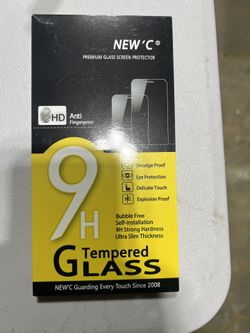 NEW'C®
PREMIUM GLASS SCREEN PROTECTOR
HD
Anti
Fingerprint
Smudge Proof
Eye Protection
Delicate Touch
Explosion Proof
9H
Bubble Free
Self-Installation
9H Strong Hardness
Ultra Slim Thickness
Tempered
GLASS
NEW'C Guarding Every Touch Since 2008